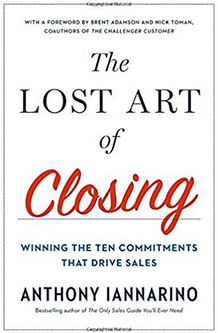 WITH A FOREWORD BY BRENT ADAMSON AND NICK TOMAN,
COAUTHORS OF THE CHALLENGER CUSTOMER
The
LOST ART
of
Closing
WINNING THE TEN COMMITMENTS
THAT DRIVE SALES
ANTHONY IANNARINO
Bestselling author of The Only Sales Guide You'll Ever Need